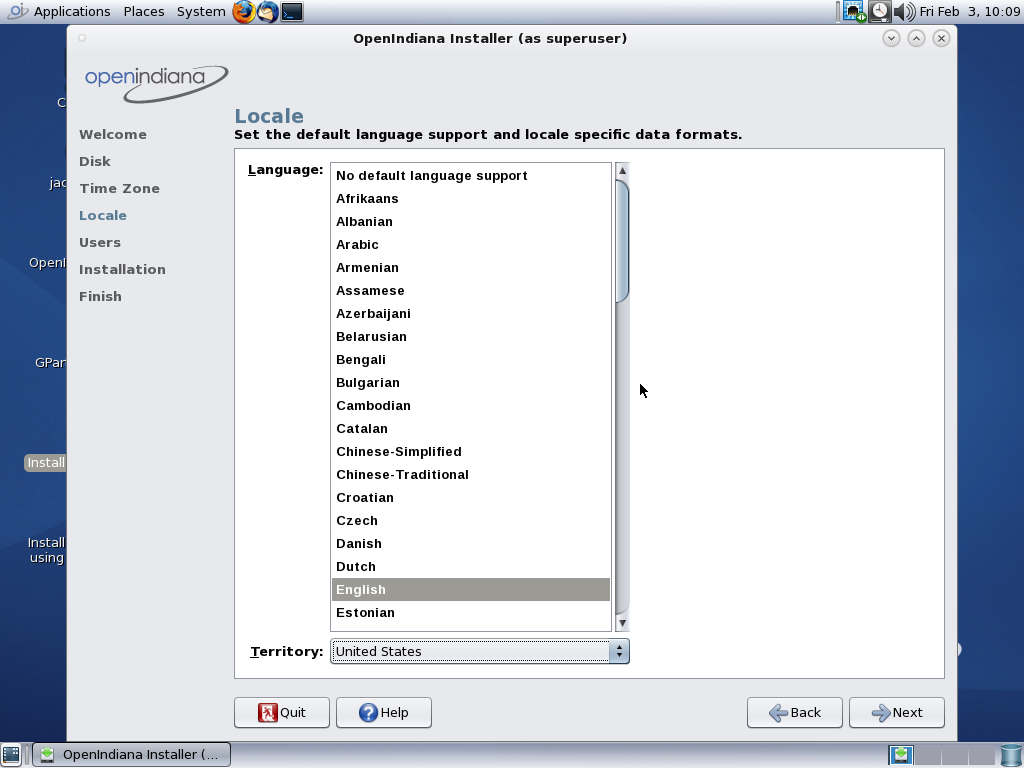 Applications Places System Fri Feb 3, 10:09
OpenIndiana Installer (as superuser)
openindiana
Locale
Set the default language support and locale specific data formats.
Welcome
Disk
Time Zone
Locale
Users
Installation
Finish
Language:
No default language support
Afrikaans
Albanian
Arabic
Armenian
Assamese
Azerbaijani
Belarusian
Bengali
Bulgarian
Cambodian
Catalan
Chinese-Simplified
Chinese-Traditional
Croatian
Czech
Danish
Dutch
English
Estonian
Territory: United States
Quit Help Back Next
C
jac
OpenI
GPar
Install
Install
using
OpenIndiana Installer (...